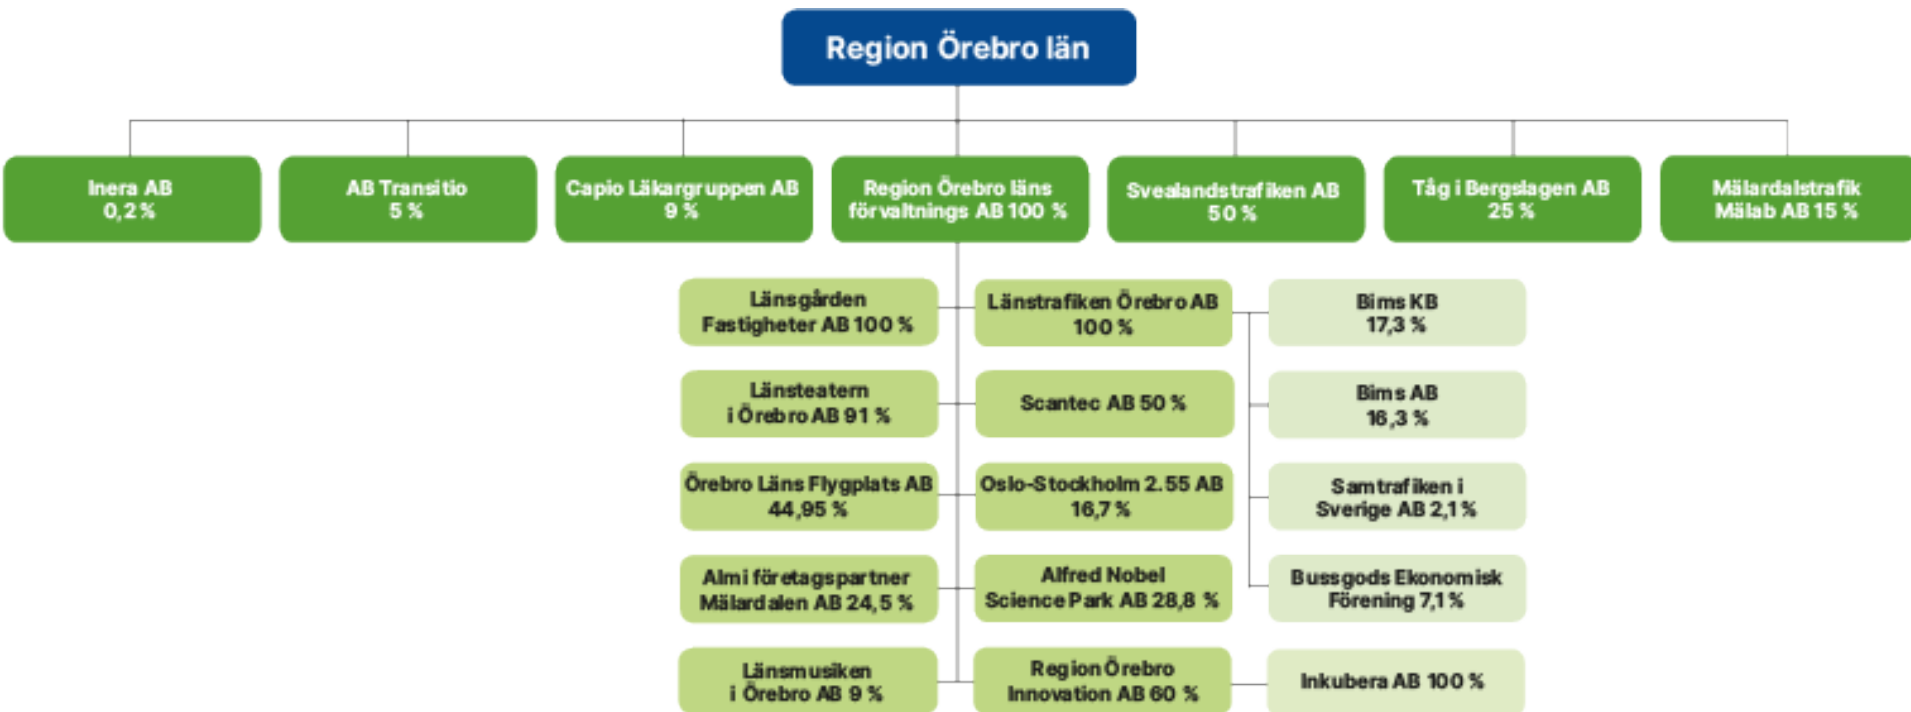 Region Örebro län
Inera AB
0,2 %
AB Transitio
5 %
Capio Läkargruppen AB
9 %
Region Örebro läns
förvaltnings AB 100 %
Svealandstrafiken AB
50 %
Tåg i Bergslagen AB
25 %
Mälardalstrafik
Mälab AB 15 %
Länsgården
Fastigheter AB 100 %
Länstrafiken Örebro AB
100 %
Bims KB
17,3 %
Länsteatern
i Örebro AB 91 %
Scantec AB 50 %
Bims AB
16,3 %
Örebro Läns Flygplats AB
44,95 %
Oslo-Stockholm 2.55 AB
16,7 %
Samtrafiken i
Sverige AB 2,1 %
Almi företagspartner
Mälardalen AB 24,5 %
Alfred Nobel
Science Park AB 28,8 %
Bussgods Ekonomisk
Förening 7,1 %
Länsmusiken
i Örebro AB 9 %
Region Örebro
Innovation AB 60 %
Inkubera AB 100 %